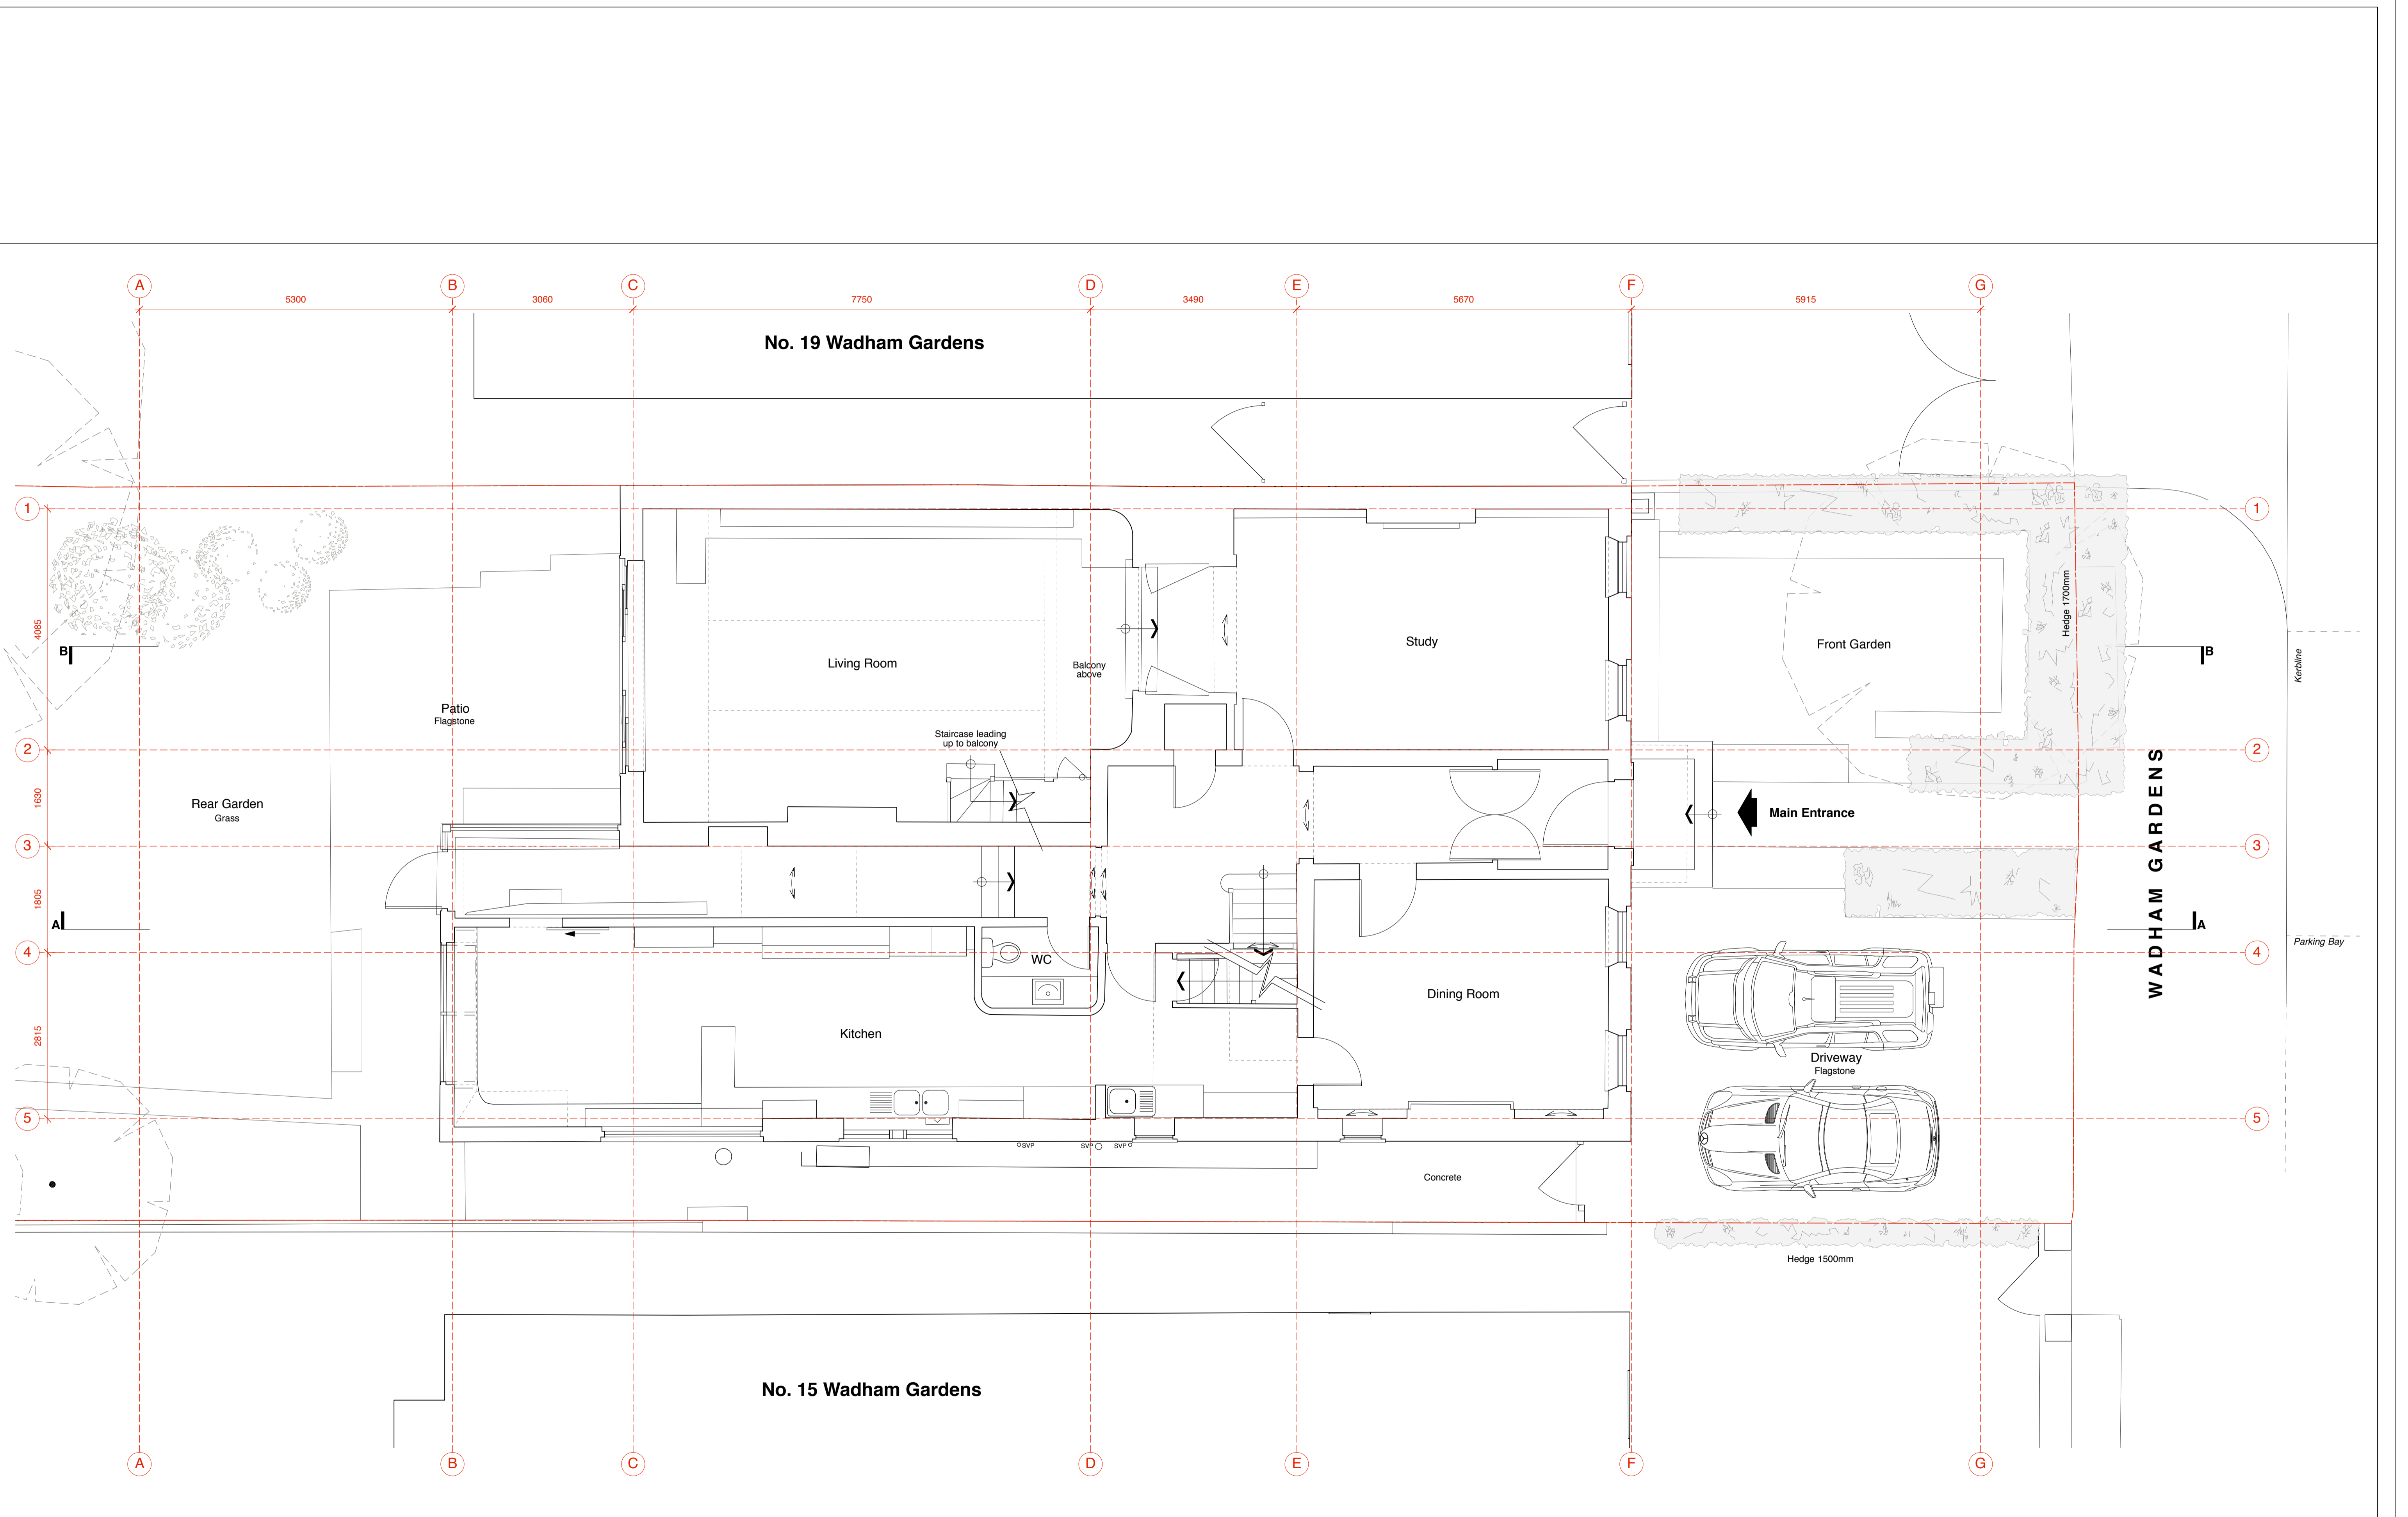 A B C D E F G
5300 3060 7750 3490 5670 5915
No. 19 Wadham Gardens
1 1
Hedge 1700mm
4085
Study
Front Garden
B B
Living Room
Balcony
above
Kerbline
Patio
Flagstone
Staircase leading
up to balcony
2 2
1630
Rear Garden
Grass
Main Entrance
WADHAM GARDENS
3 3
1805
A A
Parking Bay
4 4
WC
Dining Room
2815
Kitchen
Driveway
Flagstone
5 5
SVP SVP SVP
Concrete
Hedge 1500mm
No. 15 Wadham Gardens
A B C D E F G